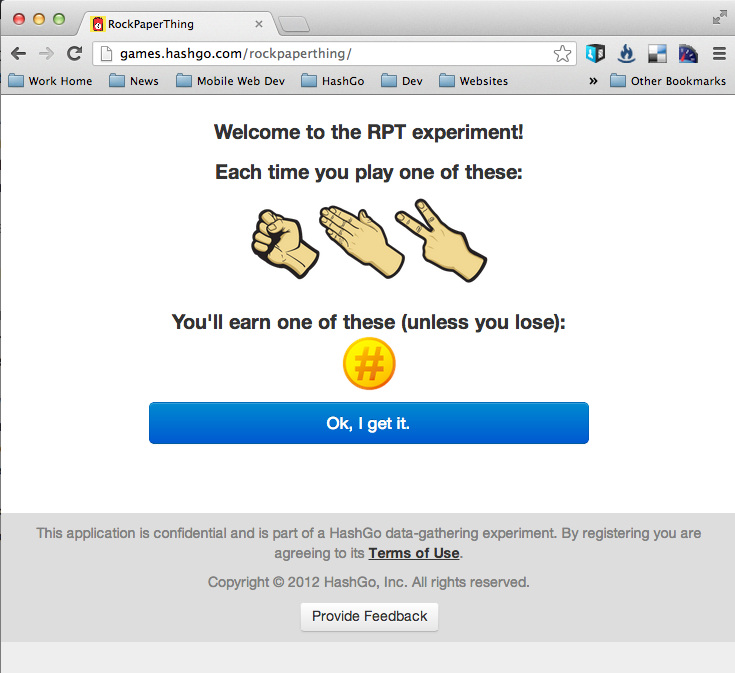 RockPaperThing
games.hashgo.com/rockpaperthing/
Work Home News Mobile Web Dev HashGo Dev Websites » Other Bookmarks
Welcome to the RPT experiment!
Each time you play one of these:
You'll earn one of these (unless you lose):
#
Ok, I get it.
This application is confidential and is part of a HashGo data-gathering experiment. By registering you are
agreeing to its Terms of Use.
Copyright © 2012 HashGo, Inc. All rights reserved.
Provide Feedback